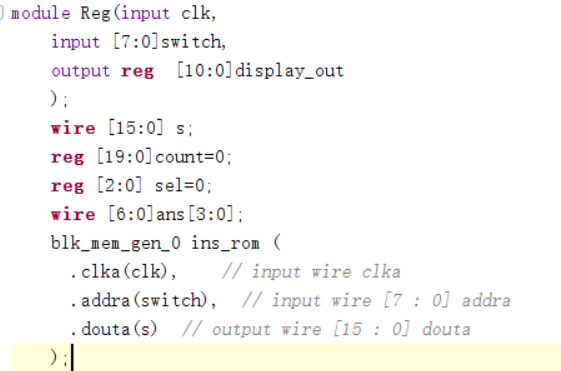 module Reg(input clk,
input [7:0]switch,
output reg [10:0]display_out
);
wire [15:0] s;
reg [19:0]count=0;
reg [2:0] sel=0;
wire [6:0]ans[3:0];
blk_mem_gen_0 ins_rom (
.clka(clk), // input wire clka
.addra(switch), // input wire [7 : 0] addra
.douta(s) // output wire [15 : 0] douta
);